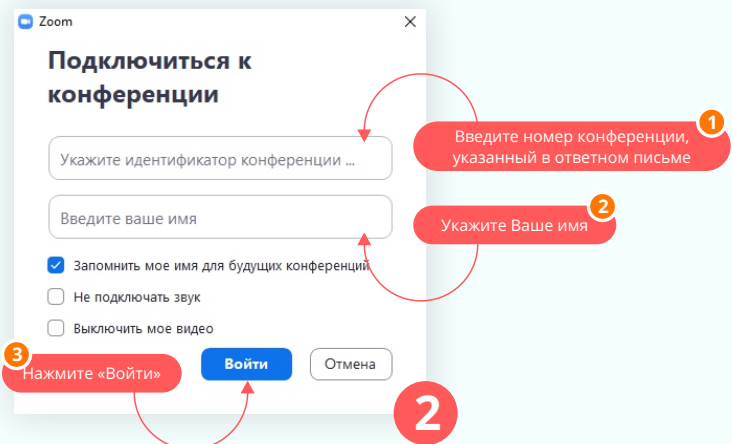 Zoom
Подключиться к
конференции
1
Введите номер конференции,
указанный в ответном письме
Укажите идентификатор конференции ...
2
Укажите Ваше имя
Введите ваше имя
Запомнить мое имя для будущих конференций
Не подключать звук
Выключить мое видео
3
Нажмите «Войти»
Войти
Отмена
2